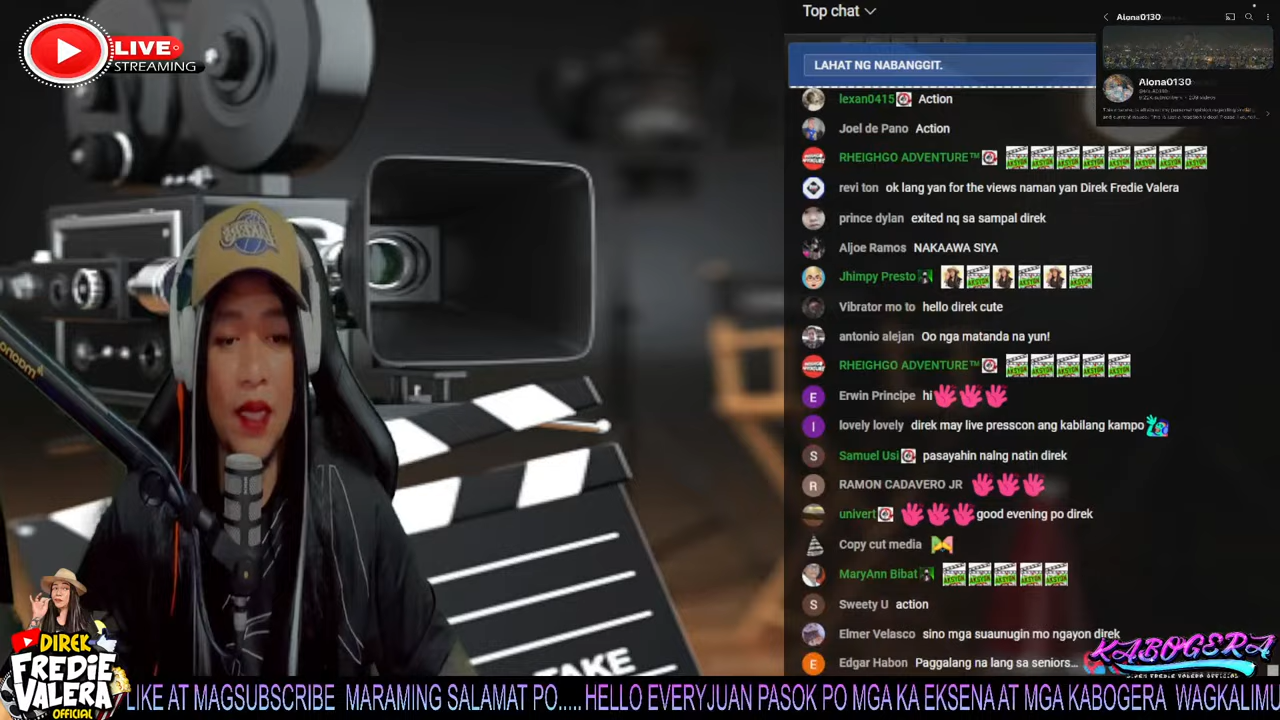 LIVE
STREAMING
Top chat
Alona0130
LAHAT NG NABANGGIT.
Alona0130
lexan0415 Action
Joel de Pano Action
RHEIGHGO ADVENTURE™
revi ton ok lang yan for the views naman yan Direk Fredie Valera
prince dylan exited nq sa sampal direk
Aljoe Ramos NAKAAWA SIYA
Jhimpy Presto
Vibrator mo to hello direk cute
antonio alejan Oo nga matanda na yun!
RHEIGHGO ADVENTURE™
Erwin Principe hi
lovely lovely direk may live presscon ang kabilang kampo
Samuel Usi pasayahin nalng natin direk
RAMON CADAVERO JR
univert good evening po direk
Copy cut media
MaryAnn Bibat
Sweety U action
Elmer Velasco sino mga suaunugin mo ngayon direk
Edgar Habon Paggalang na lang sa seniors...
KABOGERA
TAKE
DIREK
FREDIE
VALERA
OFFICIAL
LIKE AT MAGSUBSCRIBE MARAMING SALAMAT PO.....HELLO EVERYJUAN PASOK PO MGA KA EKSENA AT MGA KABOGERA WAGKALIMU